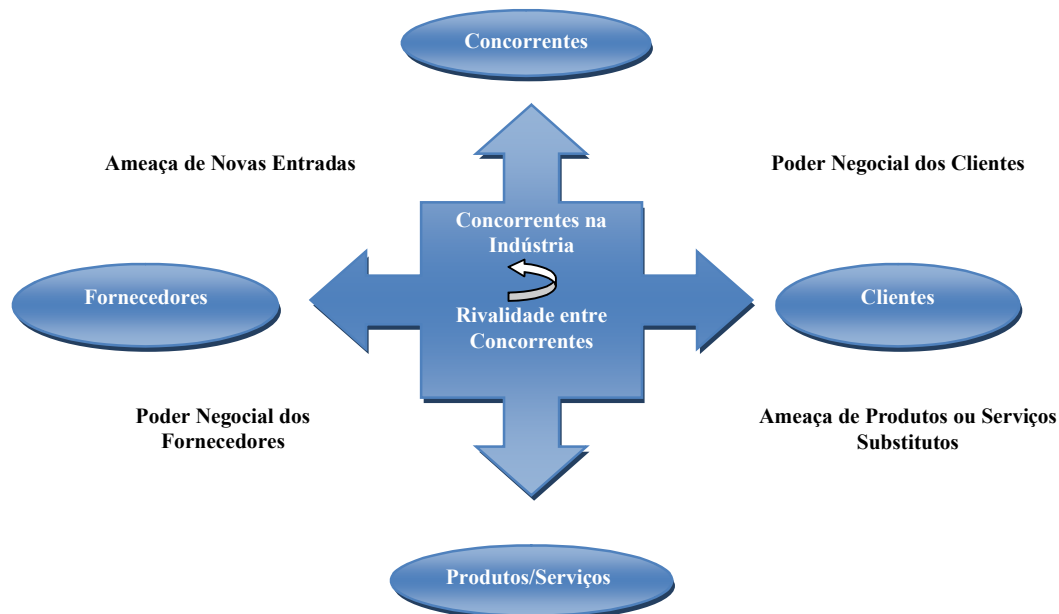 Concorrentes
Ameaça de Novas Entradas
Poder Negocial dos Clientes
Concorrentes na
Indústria
Fornecedores
Clientes
Rivalidade entre
Concorrentes
Poder Negocial dos
Fornecedores
Ameaça de Produtos ou Serviços
Substitutos
Produtos/Serviços